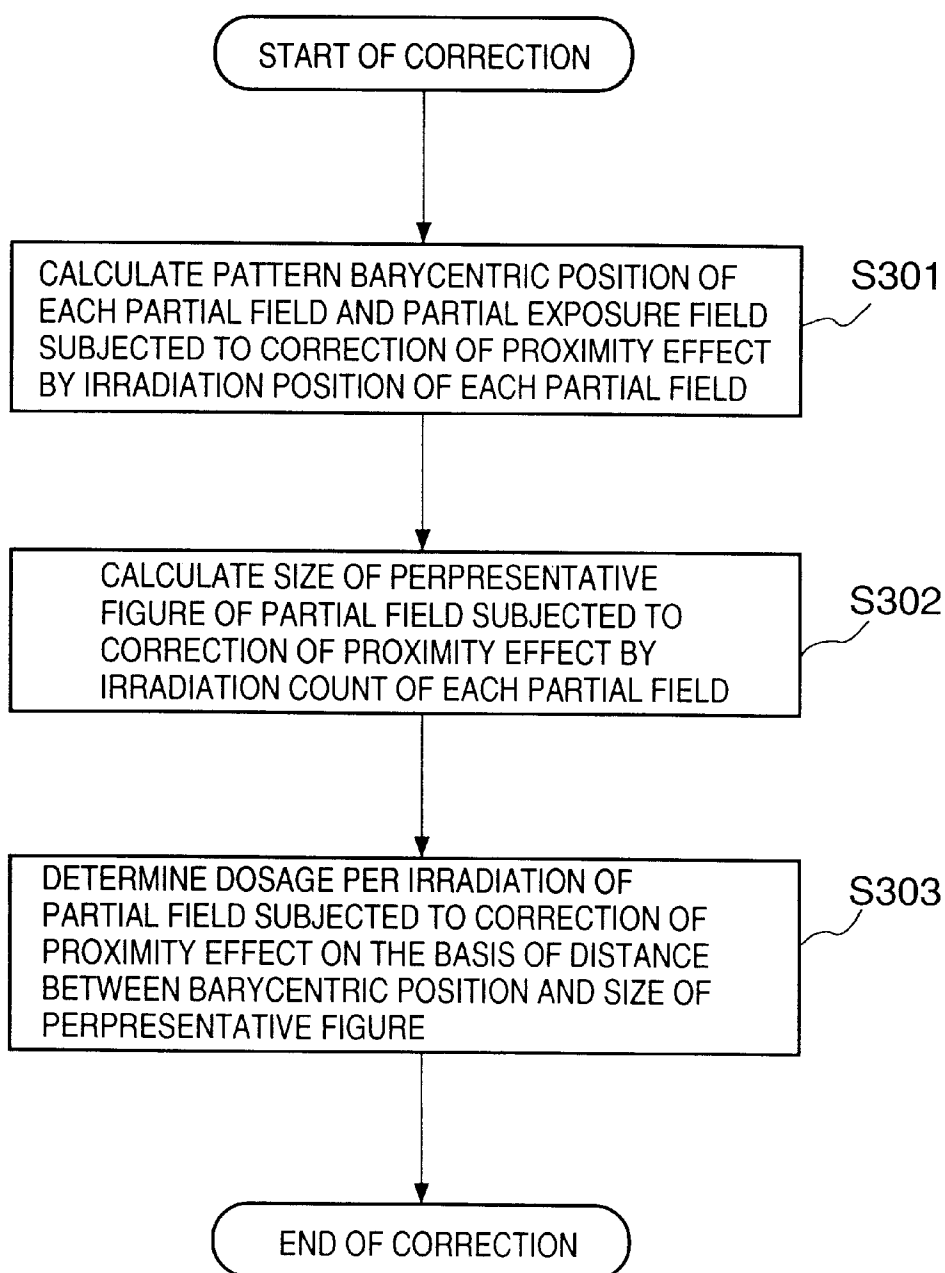 START OF CORRECTION
CALCULATE PATTERN BARYCENTRIC POSITION OF
EACH PARTIAL FIELD AND PARTIAL EXPOSURE FIELD
SUBJECTED TO CORRECTION OF PROXIMITY EFFECT
BY IRRADIATION POSITION OF EACH PARTIAL FIELD
S301
CALCULATE SIZE OF PERPRESENTATIVE
FIGURE OF PARTIAL FIELD SUBJECTED TO
CORRECTION OF PROXIMITY EFFECT BY
IRRADIATION COUNT OF EACH PARTIAL FIELD
S302
DETERMINE DOSAGE PER IRRADIATION OF
PARTIAL FIELD SUBJECTED TO CORRECTION OF
PROXIMITY EFFECT ON THE BASIS OF DISTANCE
BETWEEN BARYCENTRIC POSITION AND SIZE OF
PERPRESENTATIVE FIGURE
S303
END OF CORRECTION